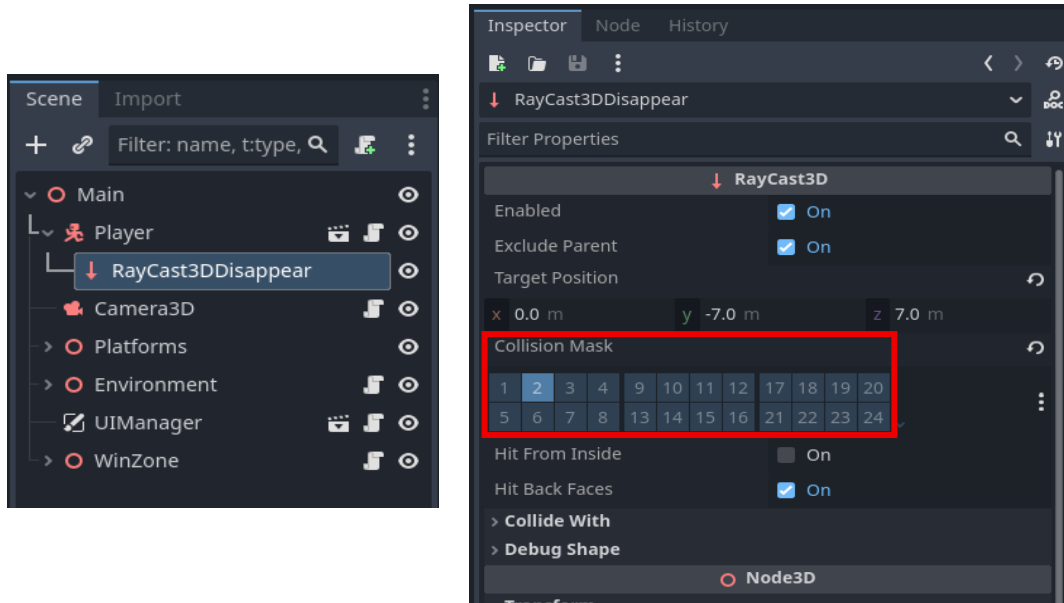 Scene Import
Filter: name, t:type,
Main
Player
RayCast3DDisappear
Camera3D
Platforms
Environment
UIManager
WinZone
Inspector Node History
RayCast3DDisappear
DOC
Filter Properties
RayCast3D
Enabled On
Exclude Parent On
Target Position
x 0.0 m y -7.0 m z 7.0 m
Collision Mask
1 2 3 4 9 10 11 12 17 18 19 20
5 6 7 8 13 14 15 16 21 22 23 24
Hit From Inside On
Hit Back Faces On
Collide With
Debug Shape
Node3D